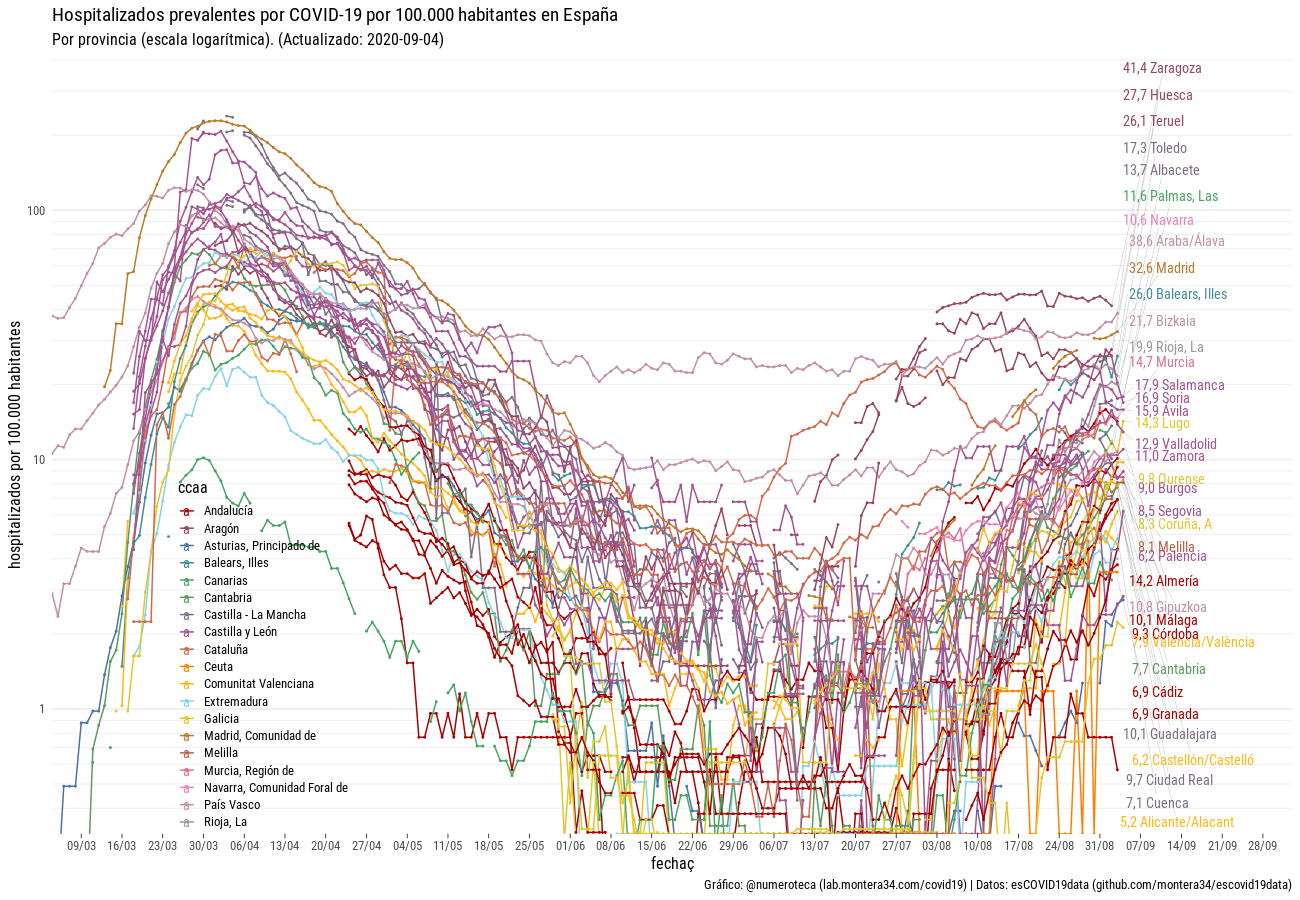 Hospitalizados prevalentes por COVID-19 por 100.000 habitantes en España
Por provincia (escala logarítmica). (Actualizado: 2020-09-04)
hospitalizados por 100.000 habitantes
100
10
1
ccaa
Andalucía
Aragón
Asturias, Principado de
Balears, Illes
Canarias
Cantabria
Castilla - La Mancha
Castilla y León
Cataluña
Ceuta
Comunitat Valenciana
Extremadura
Galicia
Madrid, Comunidad de
Melilla
Murcia, Región de
Navarra, Comunidad Foral de
País Vasco
Rioja, La
41,4 Zaragoza
27,7 Huesca
26,1 Teruel
17,3 Toledo
13,7 Albacete
11,6 Palmas, Las
10,6 Navarra
38,6 Araba/Álava
32,6 Madrid
26,0 Balears, Illes
21,7 Bizkaia
19,9 Rioja, La
14,7 Murcia
17,9 Salamanca
16,9 Soria
15,9 Ávila
14,3 Lugo
12,9 Valladolid
11,0 Zamora
9,8 Ourense
9,0 Burgos
8,5 Segovia
8,3 Coruña, A
8,1 Melilla
6,2 Palencia
14,2 Almería
10,8 Gipuzkoa
10,1 Málaga
9,3 Córdoba
7,9 Valencia/València
7,7 Cantabria
6,9 Cádiz
6,9 Granada
10,1 Guadalajara
6,2 Castellón/Castelló
9,7 Ciudad Real
7,1 Cuenca
5,2 Alicante/Alacant
09/03 16/03 23/03 30/03 06/04 13/04 20/04 27/04 04/05 11/05 18/05 25/05 01/06 08/06 15/06 22/06 29/06 06/07 13/07 20/07 27/07 03/08 10/08 17/08 24/08 31/08 07/09 14/09 21/09 28/09
fechaç
Gráfico: @numeroteca (lab.montera34.com/covid19) | Datos: esCOVID19data (github.com/montera34/escovid19data)